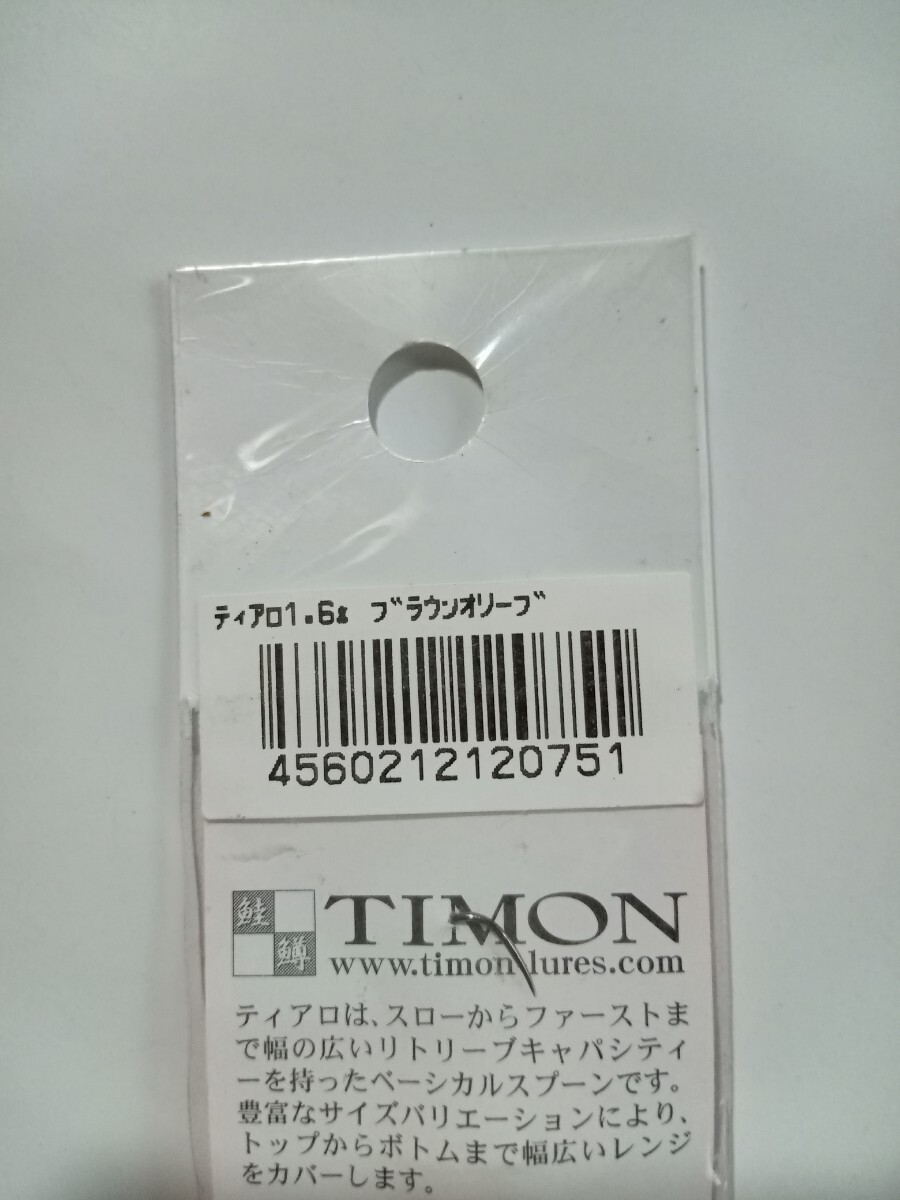 ティアロ1.6g ブラウンオリーブ
4560212120751
鮭
鱒
TIMON
www.timon-lures.com
ティアロは、スローからファーストま
で幅の広いリトリーブキャパシティ
ーを持ったベーシカルスプーンです。
豊富なサイズバリエーションにより、
トップからボトムまで幅広いレンジ
をカバーします。